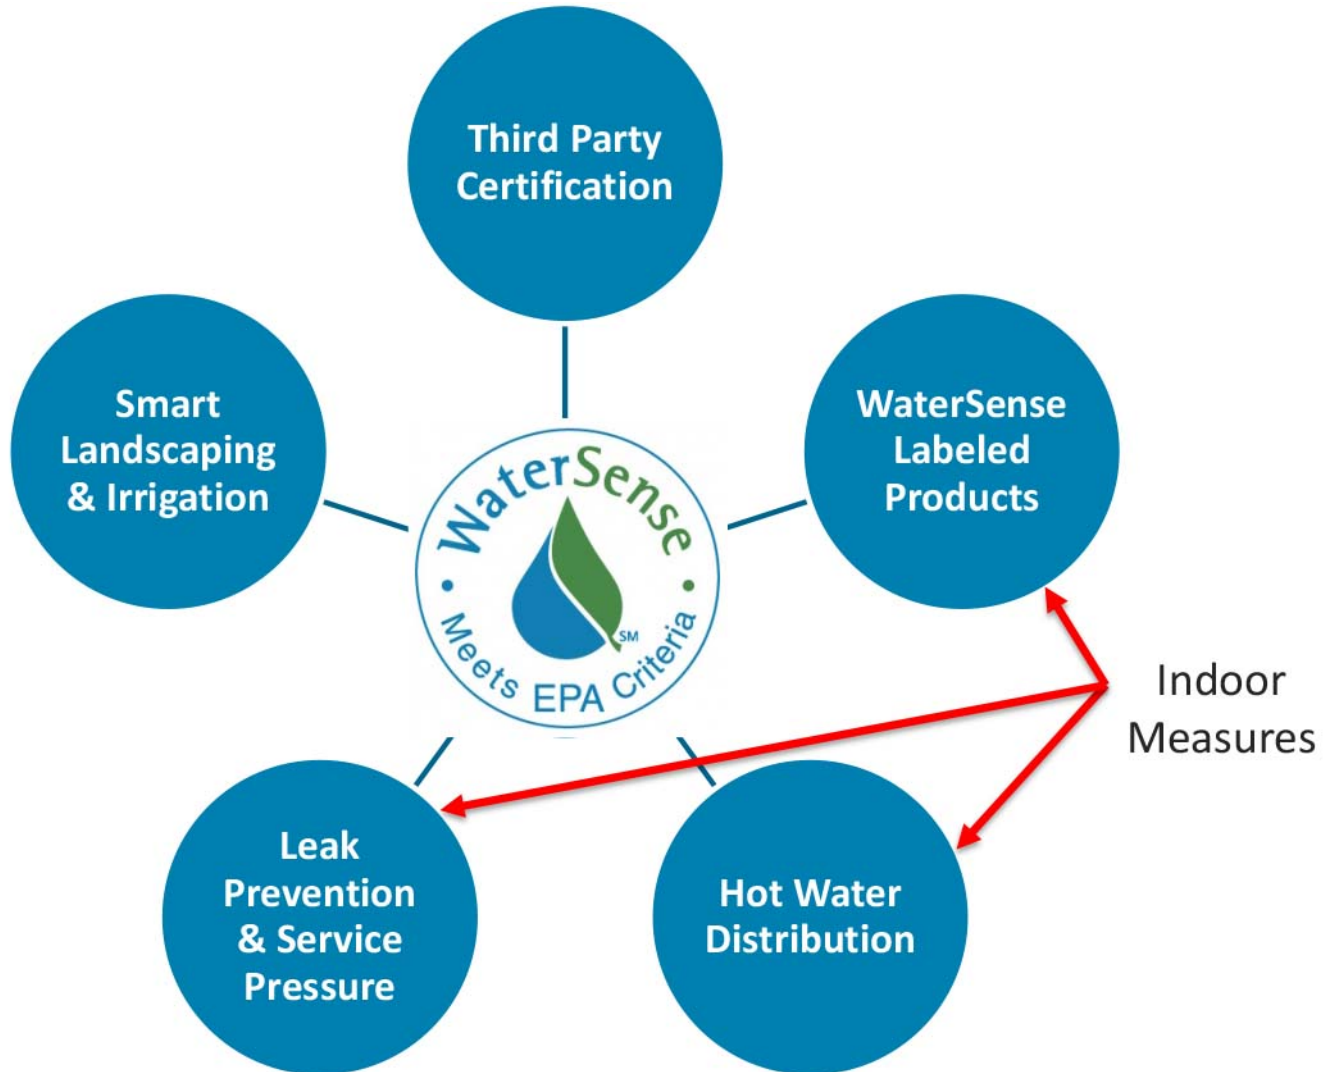 Third Party
Certification
Smart
Landscaping
& Irrigation
WaterSense
Labeled
Products
WaterSense
SM
Meets EPA Criteria
Indoor
Measures
Leak
Prevention
& Service
Pressure
Hot Water
Distribution